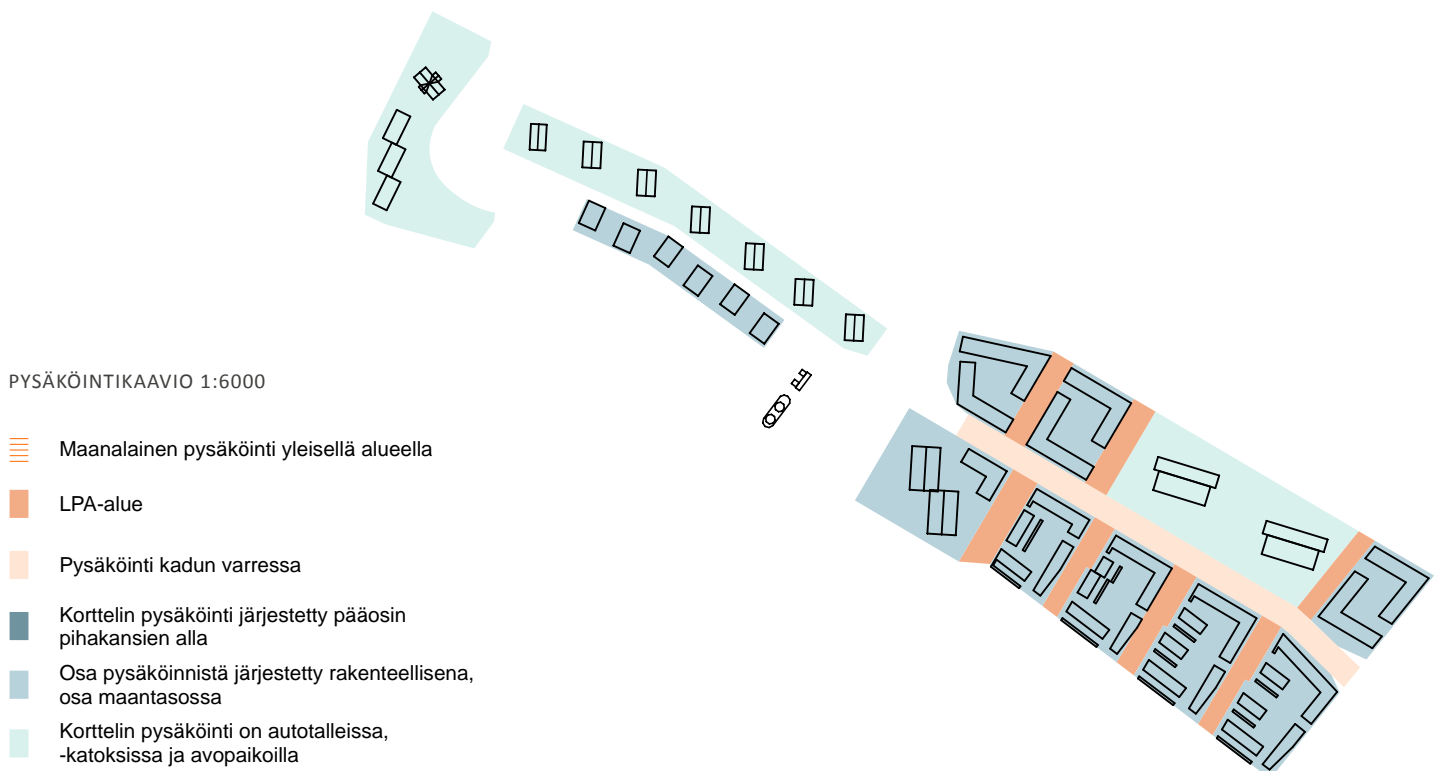 PYSÄKÖINTIKAAVIO 1:6000
Maanalainen pysäköinti yleisellä alueella
LPA-alue
Pysäköinti kadun varressa
Korttelin pysäköinti järjestetty pääosin
pihakansien alla
Osa pysäköinnistä järjestetty rakenteellisena,
osa maantasossa
Korttelin pysäköinti on autotalleissa,
-katoksissa ja avopaikoilla